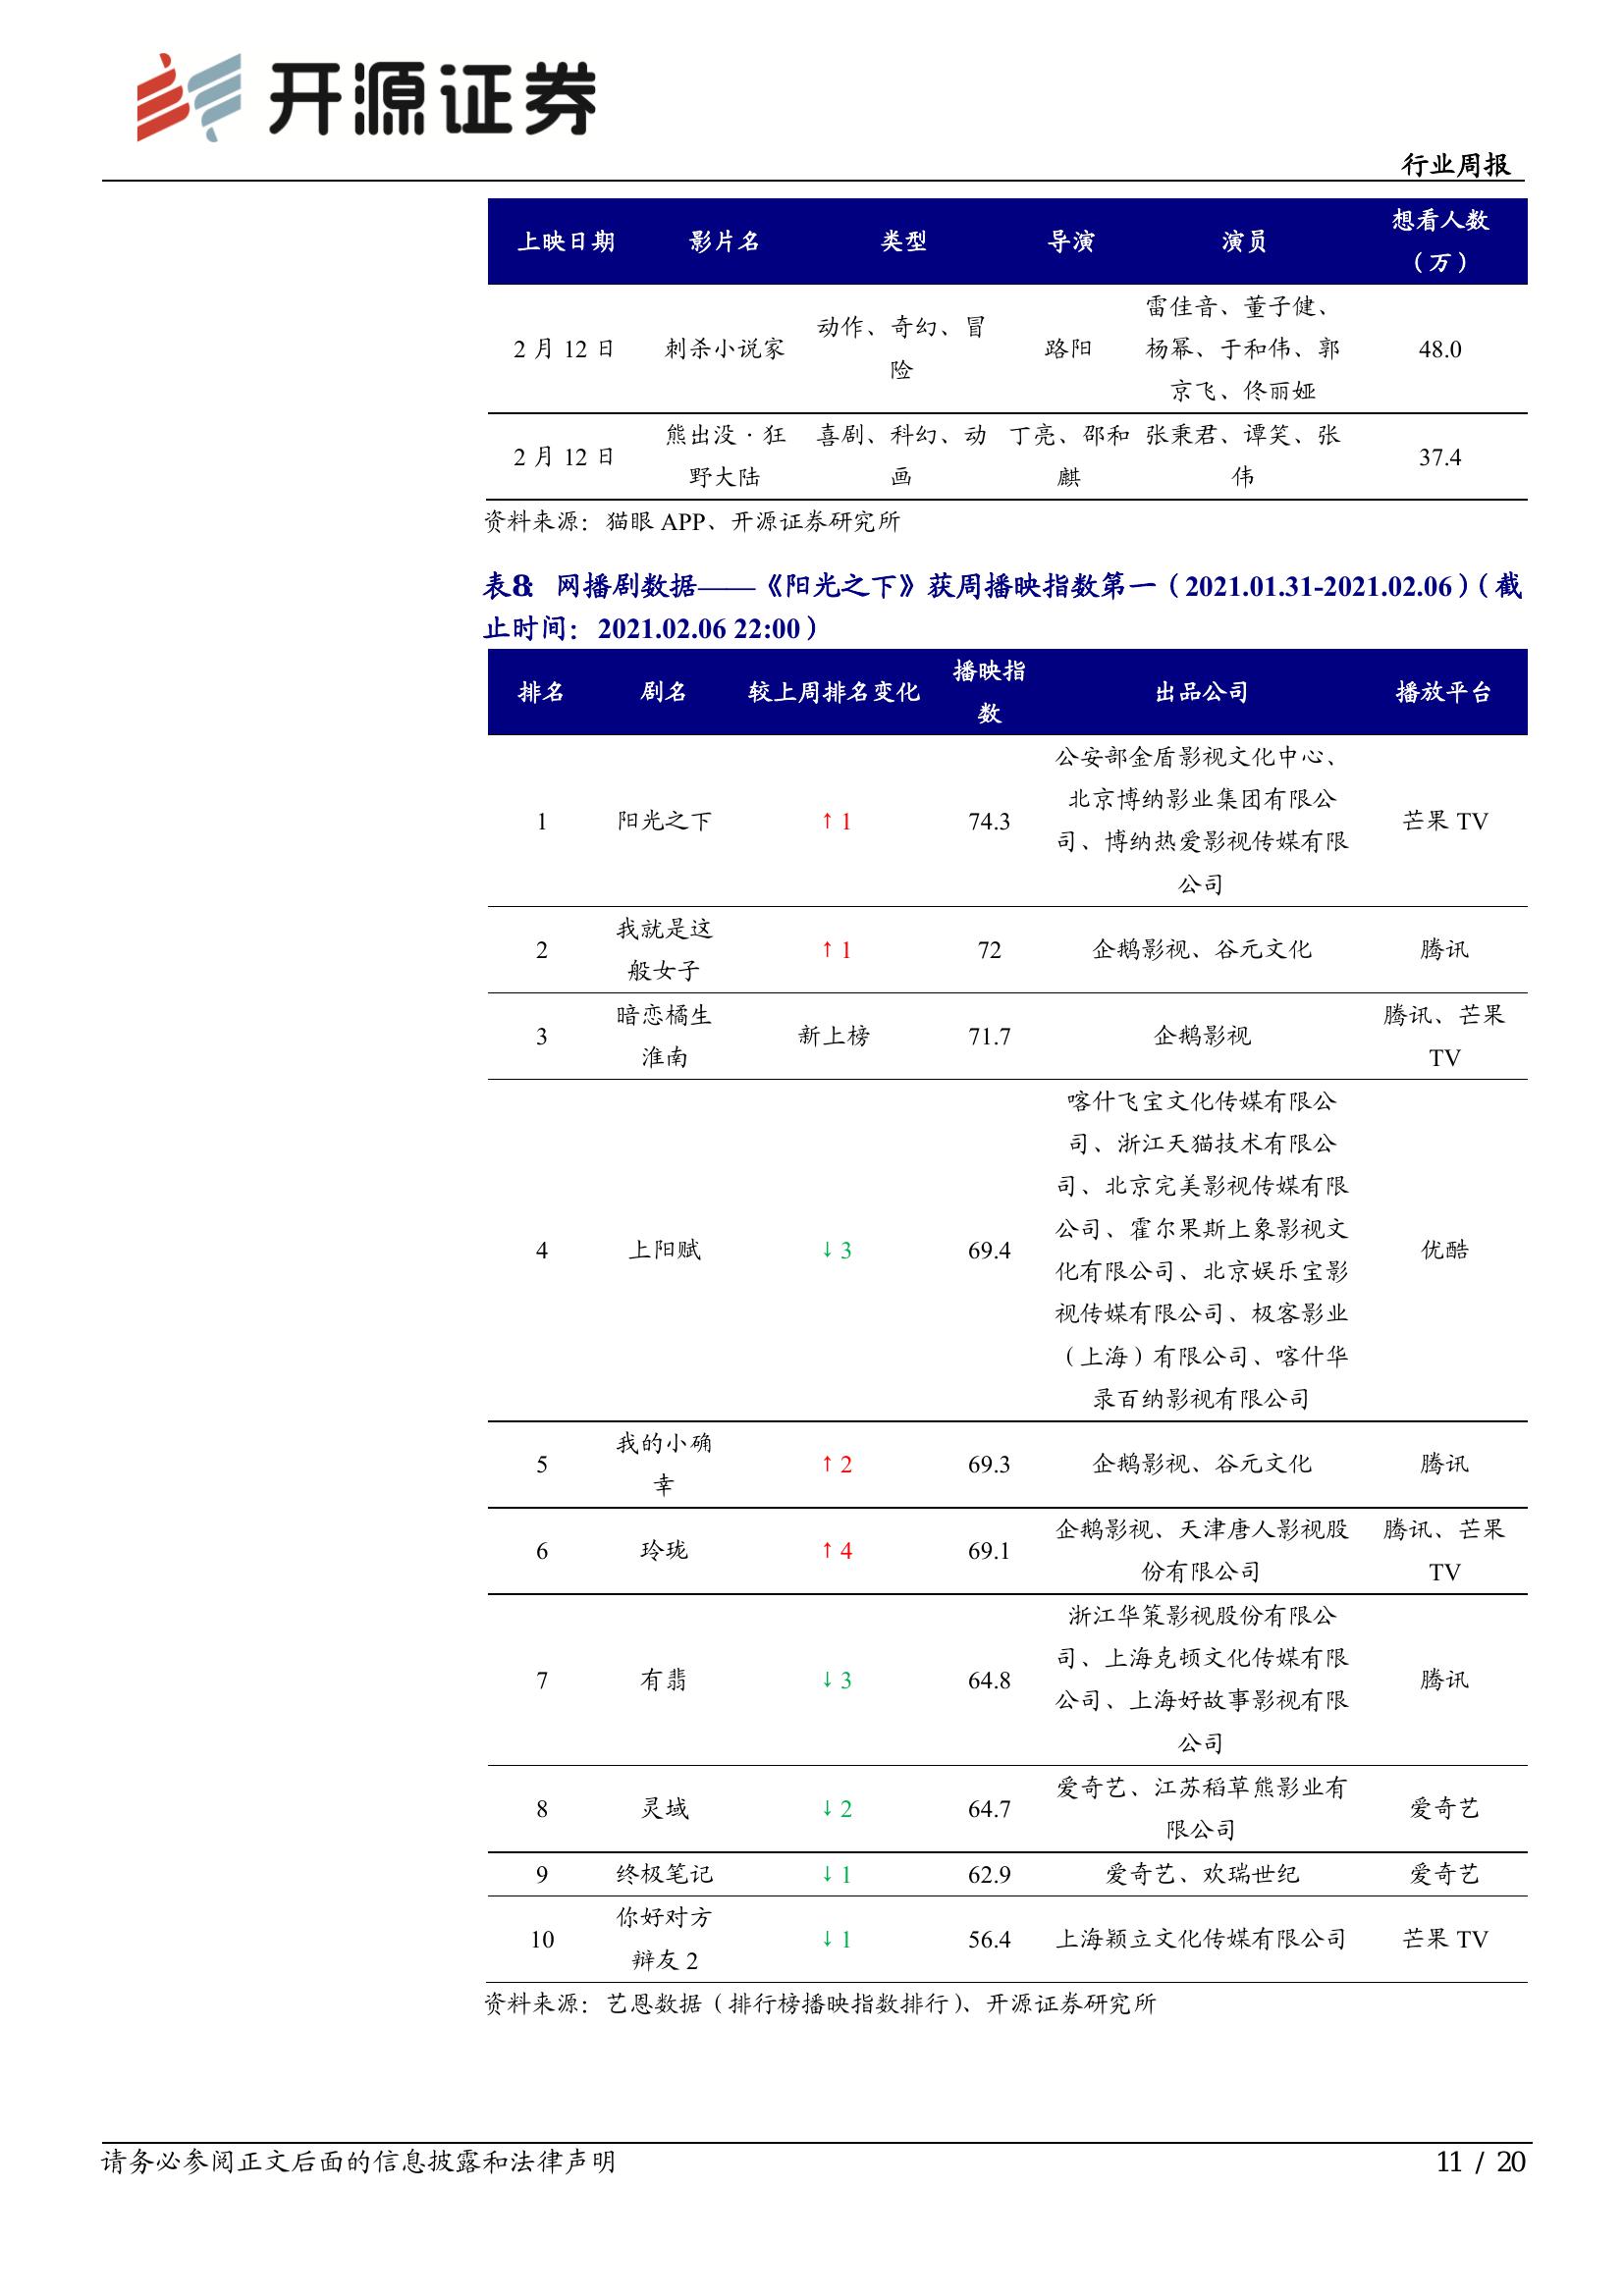 开源证券
行业周报
上映日期 影片名 类型 导演 演员 想看人数
（万）
2 月 12 日 刺杀小说家 动作、奇幻、冒
险 路阳 雷佳音、董子健、
杨幂、于和伟、郭
京飞、佟丽娅 48.0
2 月 12 日 熊出没·狂
野大陆 喜剧、科幻、动
画 丁亮、邵和
麒 张秉君、谭笑、张
伟 37.4
资料来源：猫眼 APP、开源证券研究所
表8： 网播剧数据——《阳光之下》获周播映指数第一（2021.01.31-2021.02.06）（截
止时间：2021.02.06 22:00）
排名 剧名 较上周排名变化 播映指
数 出品公司 播放平台
1 阳光之下 ↑1 74.3 公安部金盾影视文化中心、
北京博纳影业集团有限公
司、博纳热爱影视传媒有限
公司 芒果 TV
2 我就是这
般女子 ↑1 72 企鹅影视、谷元文化 腾讯
3 暗恋橘生
淮南 新上榜 71.7 企鹅影视 腾讯、芒果
TV
4 上阳赋 ↓3 69.4 喀什飞宝文化传媒有限公
司、浙江天猫技术有限公
司、北京完美影视传媒有限
公司、霍尔果斯上象影视文
化有限公司、北京娱乐宝影
视传媒有限公司、极客影业
（上海）有限公司、喀什华
录百纳影视有限公司 优酷
5 我的小确
幸 ↑2 69.3 企鹅影视、谷元文化 腾讯
6 玲珑 ↑4 69.1 企鹅影视、天津唐人影视股
份有限公司 腾讯、芒果
TV
7 有翡 ↓3 64.8 浙江华策影视股份有限公
司、上海克顿文化传媒有限
公司、上海好故事影视有限
公司 腾讯
8 灵域 ↓2 64.7 爱奇艺、江苏稻草熊影业有
限公司 爱奇艺
9 终极笔记 ↓1 62.9 爱奇艺、欢瑞世纪 爱奇艺
10 你好对方
辩友 2 ↓1 56.4 上海颖立文化传媒有限公司 芒果 TV
资料来源：艺恩数据（排行榜播映指数排行）、开源证券研究所
请务必参阅正文后面的信息披露和法律声明
11 / 20